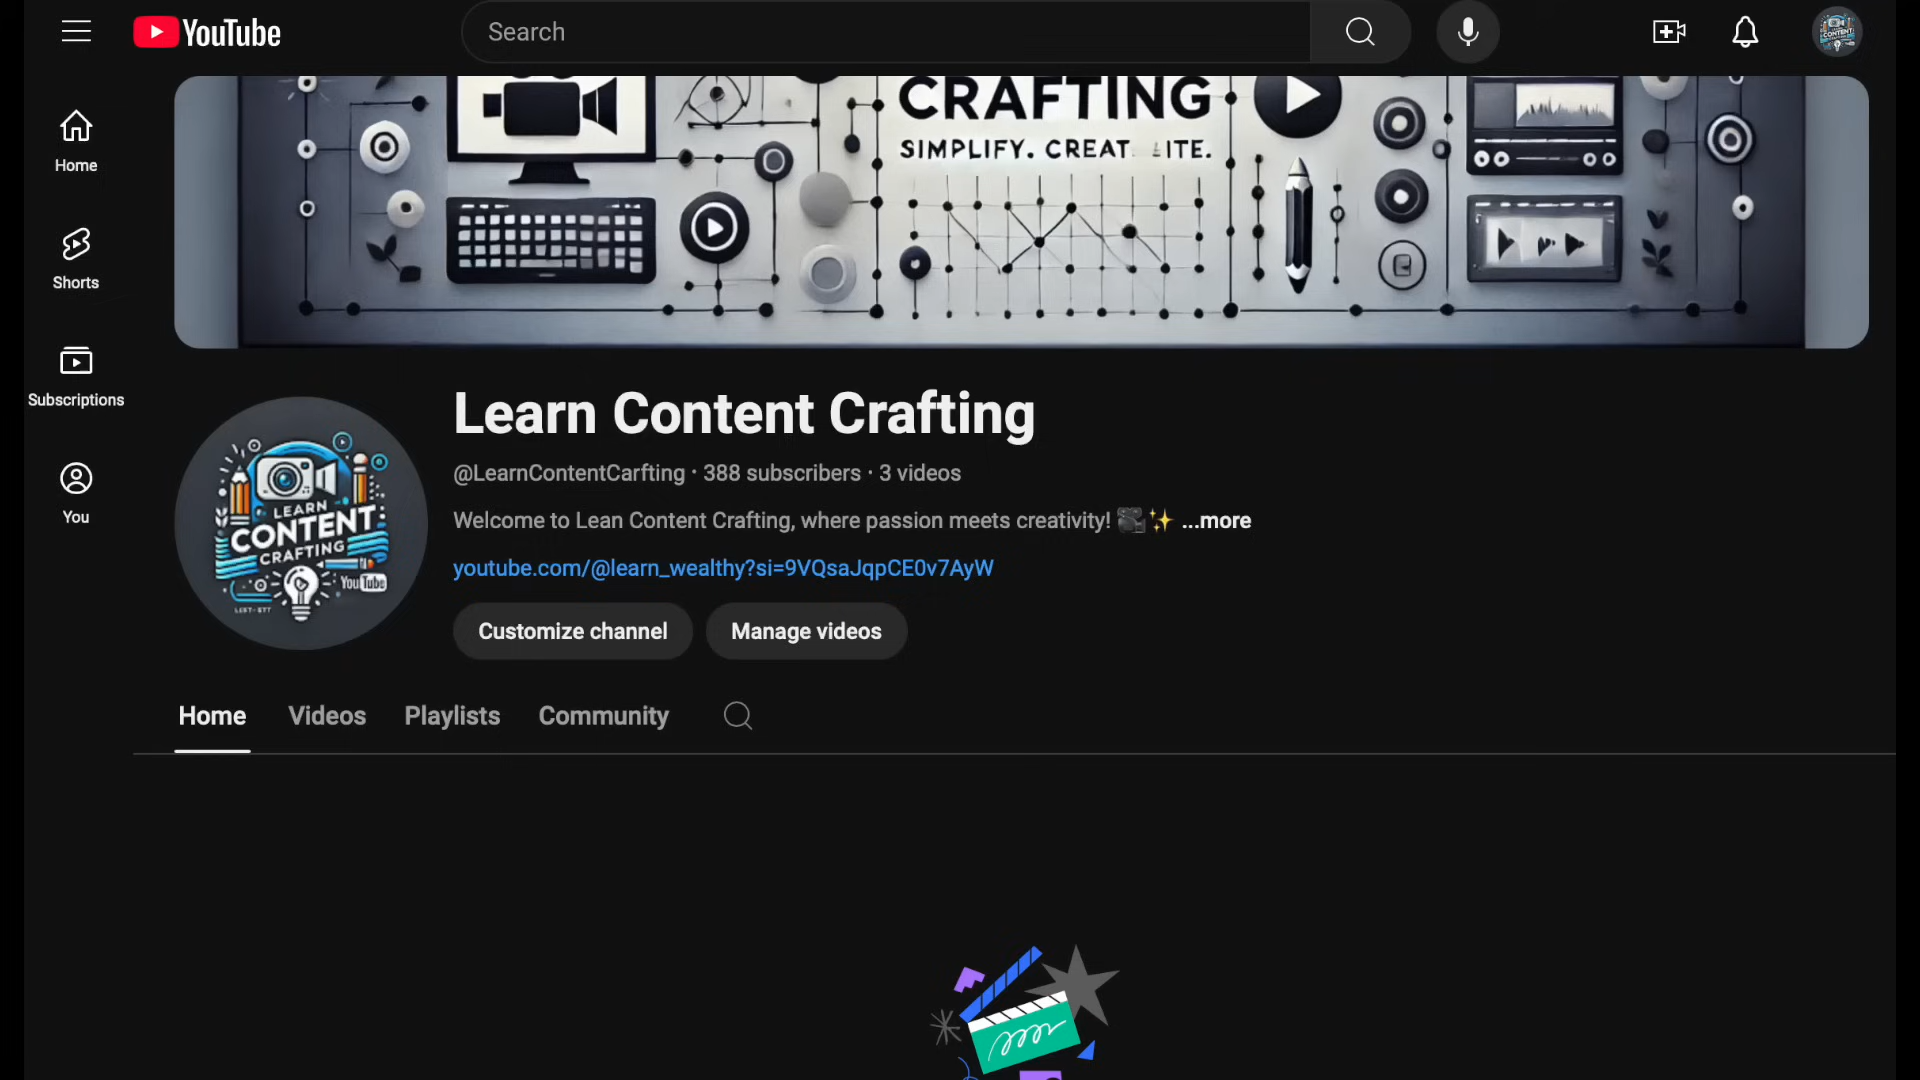 YouTube
Search
CRAFTING
SIMPLIFY. CREAT ITE.
Home
Shorts
Subscriptions
You
LEARN
CONTENT
CRAFTING
YouTube
Learn Content Crafting
@LearnContentCarfting · 388 subscribers · 3 videos
Welcome to Lean Content Crafting, where passion meets creativity! 🎥✨ ...more
youtube.com/@learn_wealthy?si=9VQsaJqpCE0v7AyW
Customize channel Manage videos
Home Videos Playlists Community